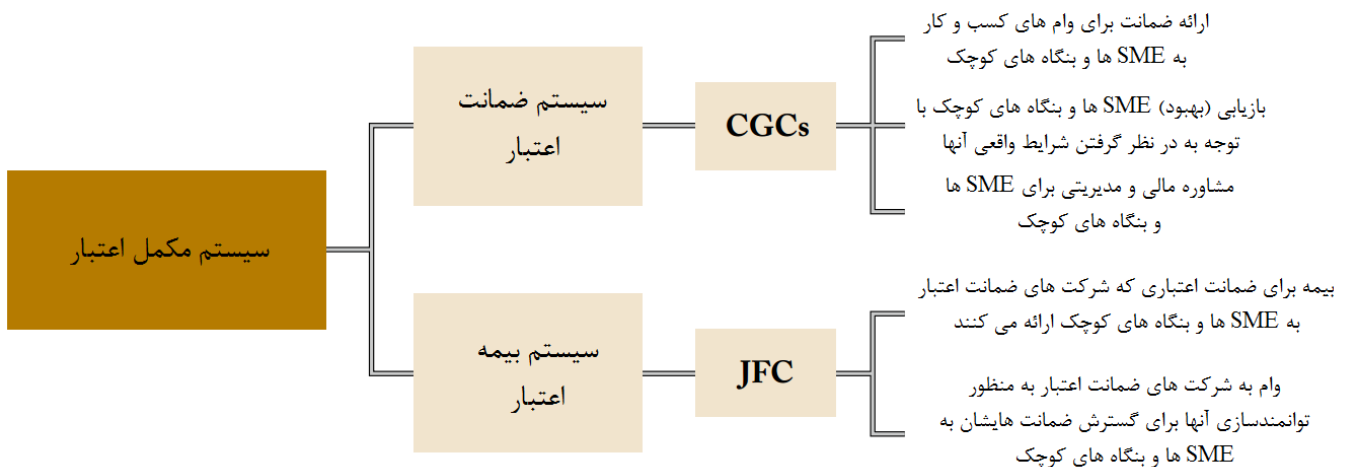 سیستم مکمل اعتبار
سیستم ضمانت
اعتبار
CGCs
ارائه ضمانت برای وام های کسب و کار
به SME ها و بنگاه های کوچک
بازیابی (بهبود) SME ها و بنگاه های کوچک با
توجه به در نظر گرفتن شرایط واقعی آنها
مشاوره مالی و مدیریتی برای SME ها
و بنگاه های کوچک
سیستم بیمه
اعتبار
JFC
بیمه برای ضمانت اعتباری که شرکت های ضمانت اعتبار
به SME ها و بنگاه های کوچک ارائه می کنند
وام به شرکت های ضمانت اعتبار به منظور
توانمندسازی آنها برای گسترش ضمانت هایشان به
SME ها و بنگاه های کوچک